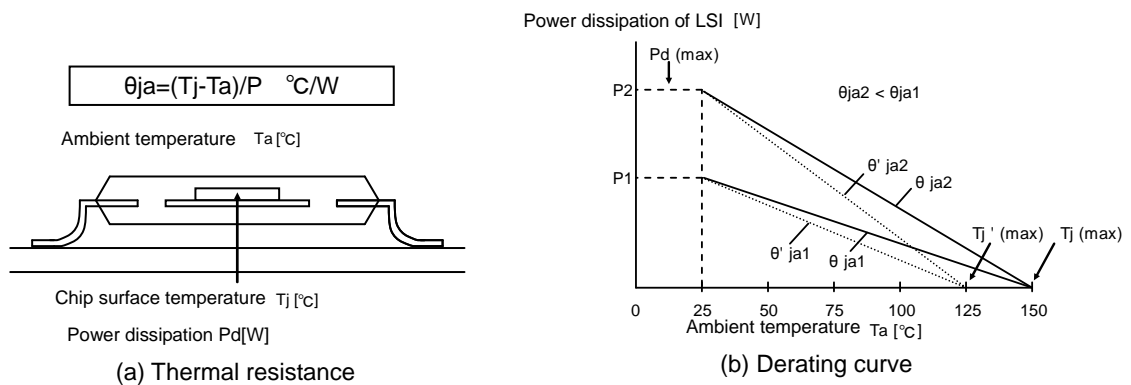 θja=(Tj-Ta)/P ℃/W
Ambient temperature Ta [℃]
Chip surface temperature Tj [℃]
Power dissipation Pd[W]
(a) Thermal resistance
Power dissipation of LSI [W]
Pd (max)
P2
θja2 < θja1
P1
θ' ja2
θ ja2
θ' ja1
θ ja1
Tj ' (max)
Tj (max)
0 25 50 75 100 125 150
Ambient temperature Ta [℃]
(b) Derating curve